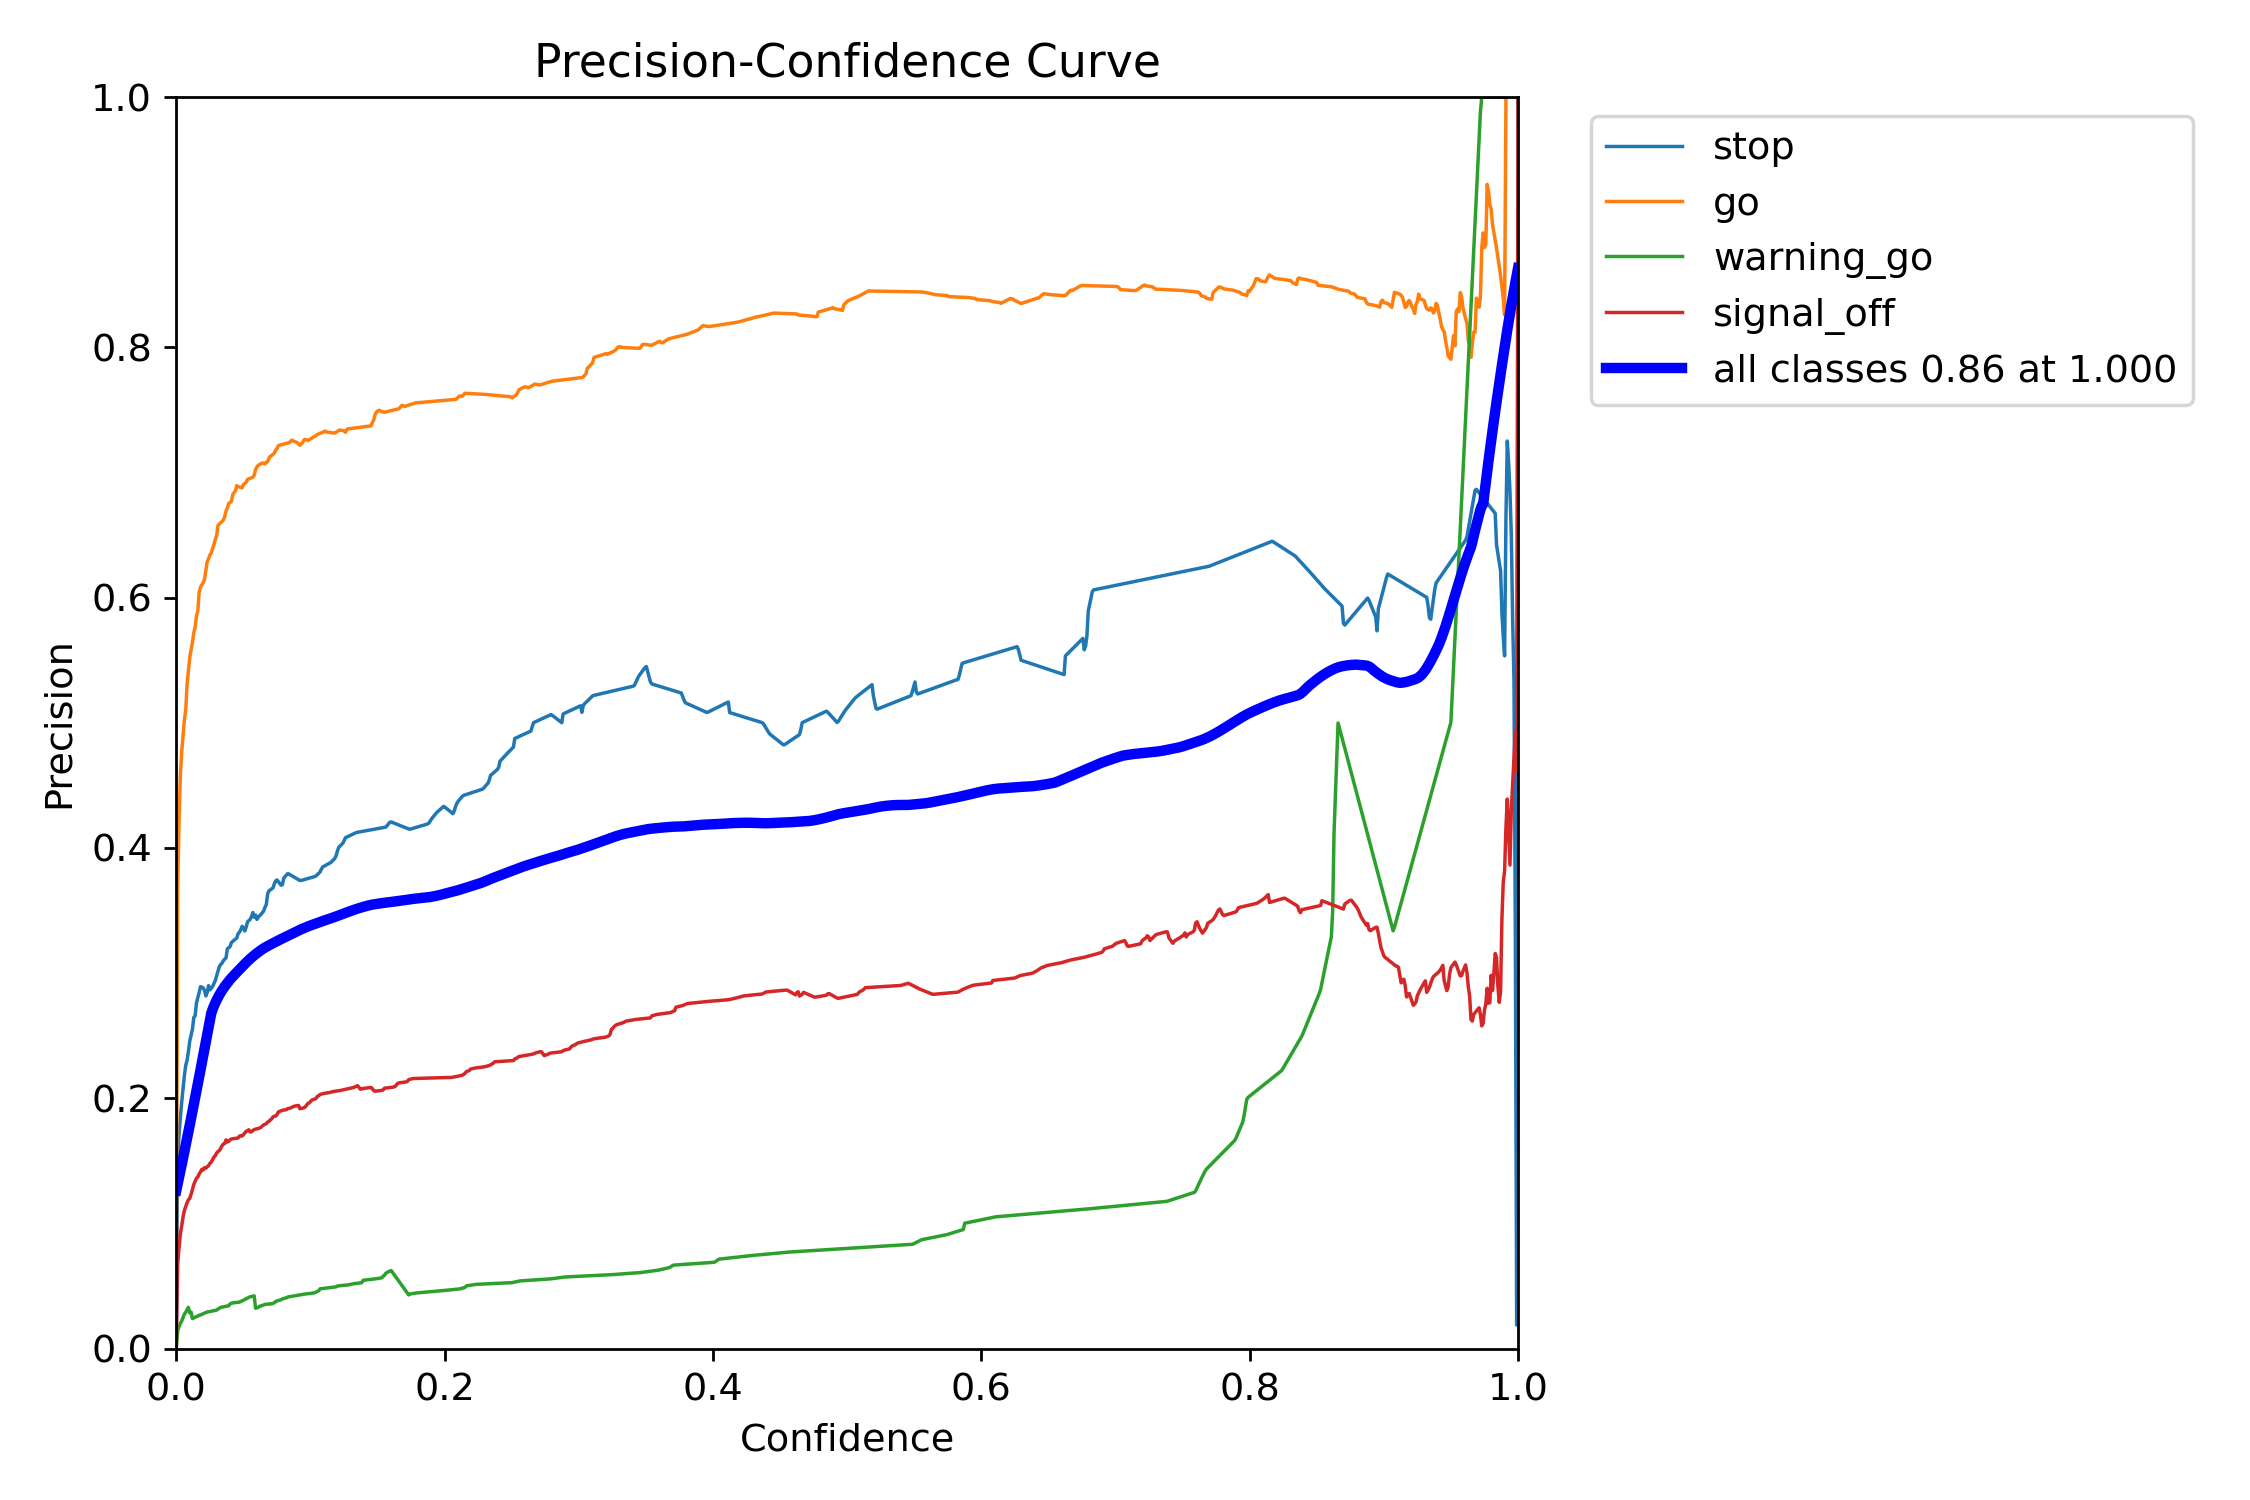 Precision-Confidence Curve
1.0
0.8
0.6
0.4
0.2
0.0
Precision
0.0 0.2 0.4 0.6 0.8 1.0
Confidence
stop
go
warning_go
signal_off
all classes 0.86 at 1.000